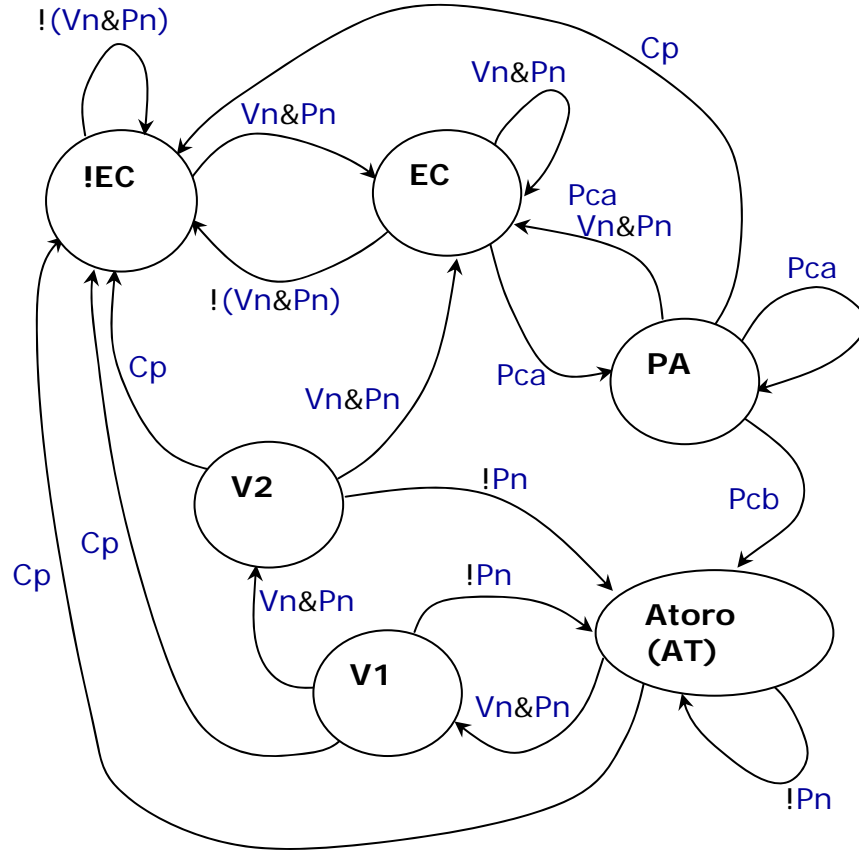 !(Vn&Pn)
Cp
Vn&Pn
Vn&Pn
!EC
EC
Pca
Vn&Pn
Pca
!(Vn&Pn)
PA
Cp
Pca
Vn&Pn
V2
!Pn
Pcb
Cp
Cp
!Pn
Vn&Pn
Atoro
(AT)
V1
Vn&Pn
!Pn